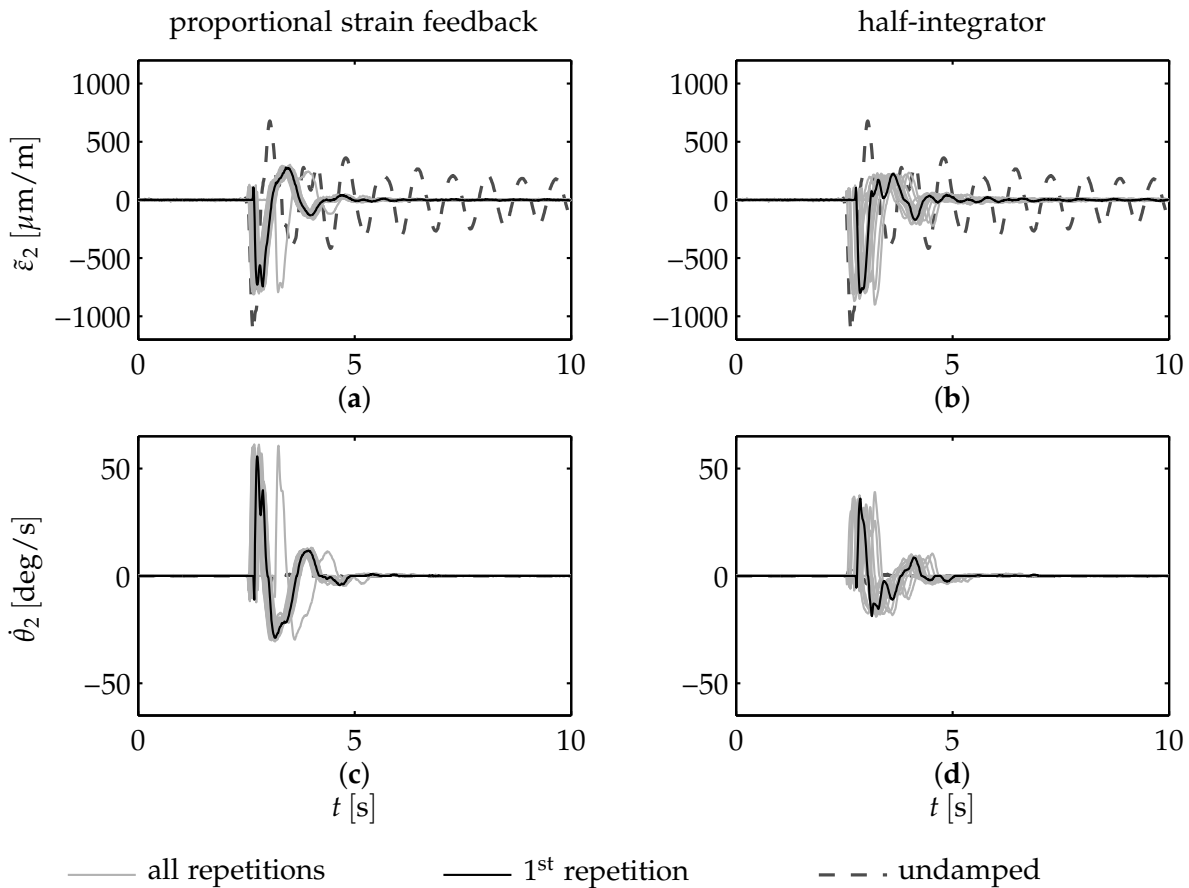 proportional strain feedback
half-integrator
1000
500
0
−500
−1000
ε̃₂ [μm/m]
0 5 10
(a)
1000
500
0
−500
−1000
0 5 10
(b)
50
0
−50
θ̇₂ [deg/s]
0 5 10
(c)
t [s]
50
0
−50
0 5 10
(d)
t [s]
all repetitions
1st repetition
undamped